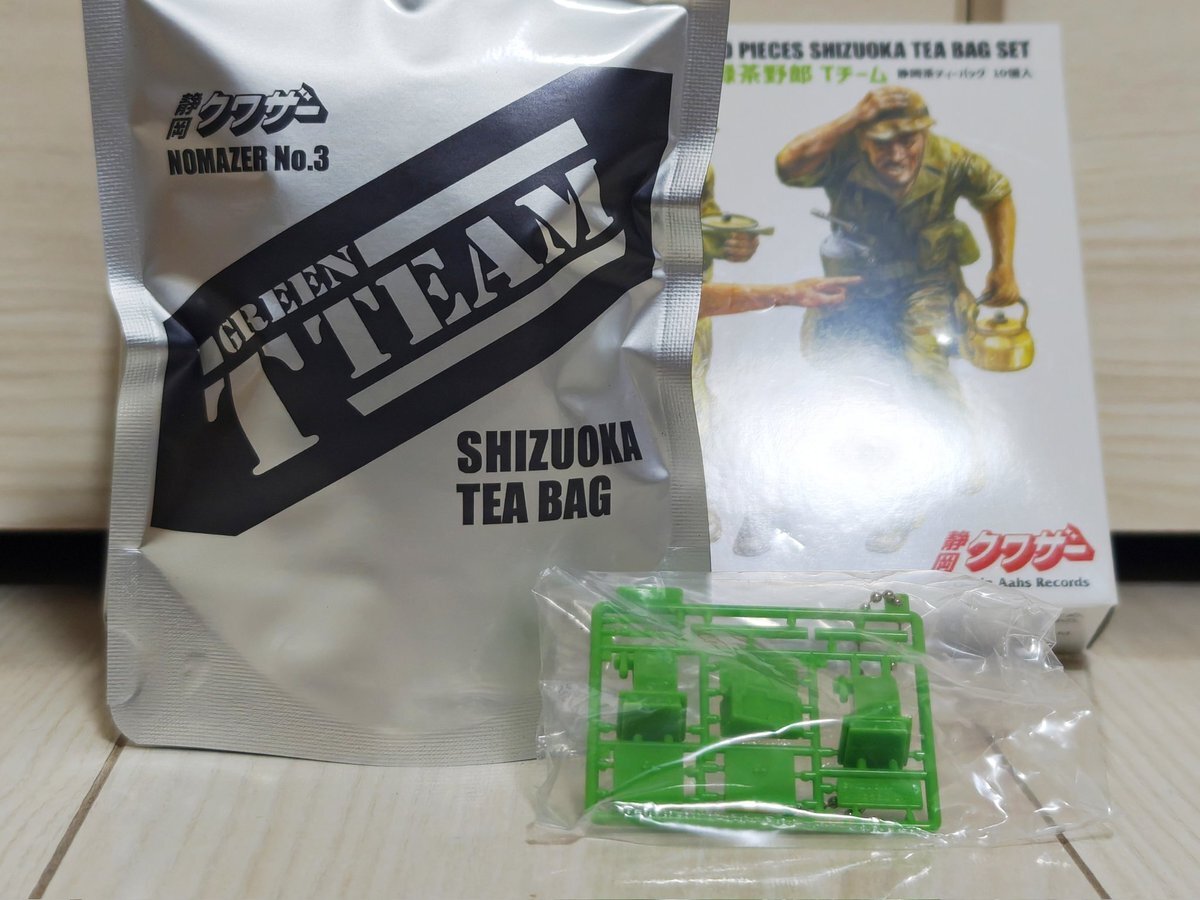 静岡クワザー
NOMAZER No.3
GREEN
T TEAM
SHIZUOKA
TEA BAG
PIECES SHIZUOKA TEA BAG SET
茶野郎 Tチーム 静岡茶ティーバッグ 10個入
静岡クワザー
Aahs Records